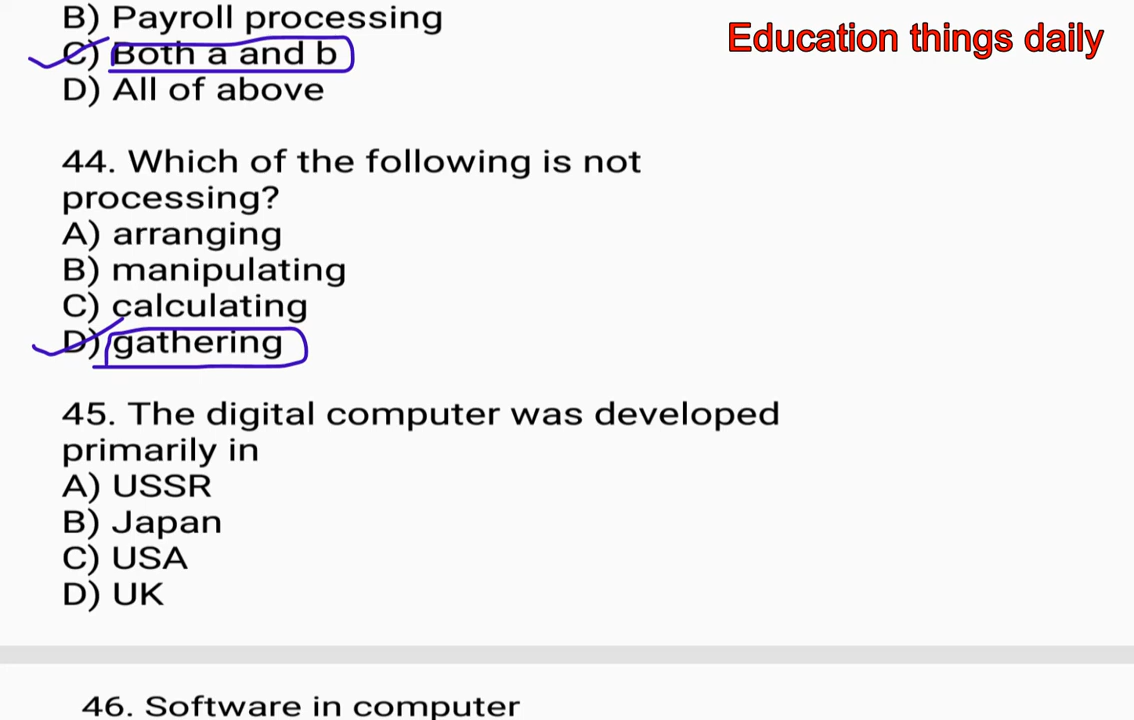 B) Payroll processing
Education things daily
C) Both a and b
D) All of above
44. Which of the following is not
processing?
A) arranging
B) manipulating
C) calculating
D) gathering
45. The digital computer was developed
primarily in
A) USSR
B) Japan
C) USA
D) UK
46. Software in computer